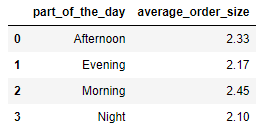 part_of_the_day average_order_size
0 Afternoon 2.33
1 Evening 2.17
2 Morning 2.45
3 Night 2.10